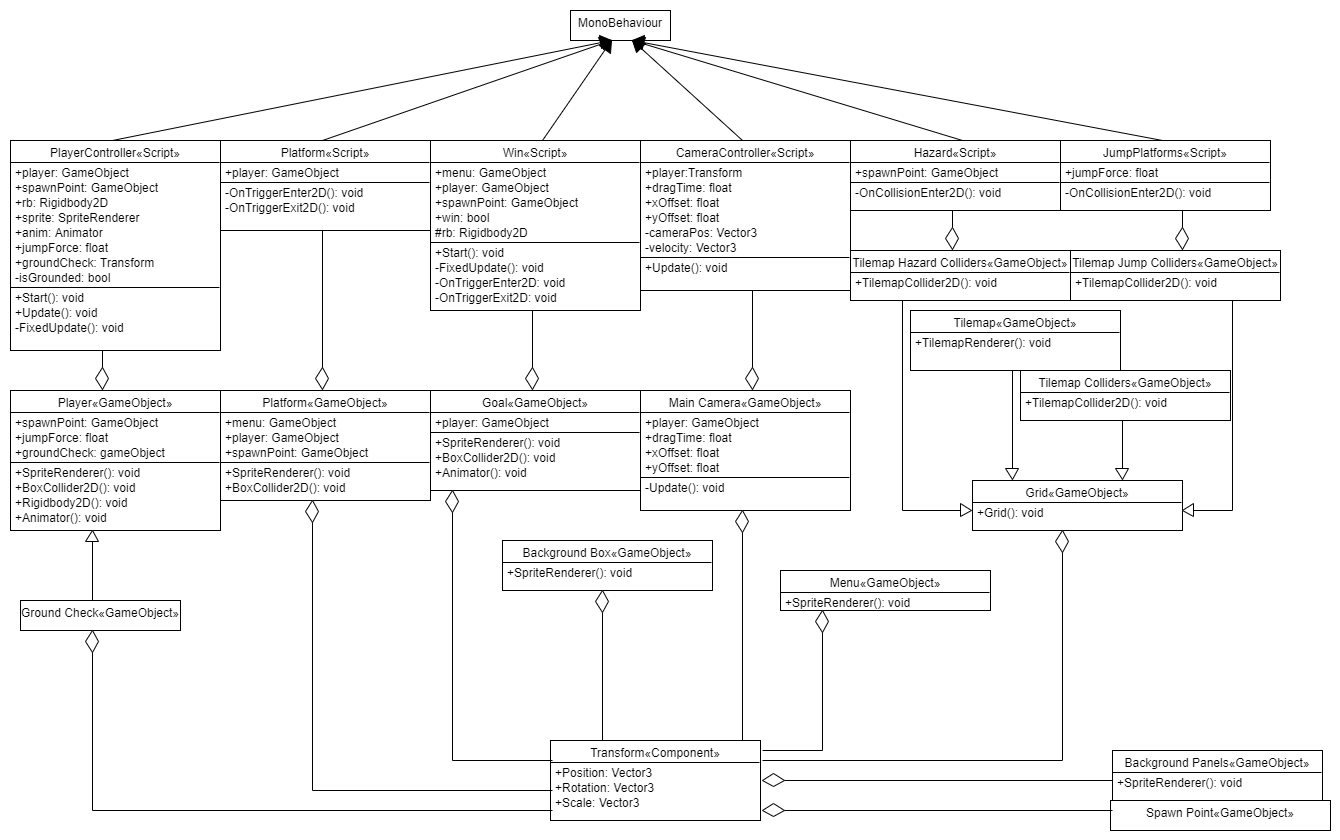 MonoBehaviour
PlayerController«Script»
+player: GameObject
+spawnPoint: GameObject
+rb: Rigidbody2D
+sprite: SpriteRenderer
+anim: Animator
+jumpForce: float
+groundCheck: Transform
-isGrounded: bool
+Start(): void
+Update(): void
-FixedUpdate(): void
Platform«Script»
+player: GameObject
-OnTriggerEnter2D(): void
-OnTriggerExit2D(): void
Win«Script»
+menu: GameObject
+player: GameObject
+spawnPoint: GameObject
+win: bool
#rb: Rigidbody2D
+Start(): void
-FixedUpdate(): void
-OnTriggerEnter2D: void
-OnTriggerExit2D: void
CameraController«Script»
+player:Transform
+dragTime: float
+xOffset: float
+yOffset: float
-cameraPos: Vector3
-velocity: Vector3
+Update(): void
Hazard«Script»
+spawnPoint: GameObject
-OnCollisionEnter2D(): void
JumpPlatforms«Script»
+jumpForce: float
-OnCollisionEnter2D(): void
Tilemap Hazard Colliders«GameObject»
+TilemapCollider2D(): void
Tilemap Jump Colliders«GameObject»
+TilemapCollider2D(): void
Tilemap«GameObject»
+TilemapRenderer(): void
Tilemap Colliders«GameObject»
+TilemapCollider2D(): void
Player«GameObject»
+spawnPoint: GameObject
+jumpForce: float
+groundCheck: gameObject
+SpriteRenderer(): void
+BoxCollider2D(): void
+Rigidbody2D(): void
+Animator(): void
Platform«GameObject»
+menu: GameObject
+player: GameObject
+spawnPoint: GameObject
+SpriteRenderer(): void
+BoxCollider2D(): void
Goal«GameObject»
+player: GameObject
+SpriteRenderer(): void
+BoxCollider2D(): void
+Animator(): void
Main Camera«GameObject»
+player: GameObject
+dragTime: float
+xOffset: float
+yOffset: float
-Update(): void
Grid«GameObject»
+Grid(): void
Background Box«GameObject»
+SpriteRenderer(): void
Menu«GameObject»
+SpriteRenderer(): void
Ground Check«GameObject»
Transform«Component»
+Position: Vector3
+Rotation: Vector3
+Scale: Vector3
Background Panels«GameObject»
+SpriteRenderer(): void
Spawn Point«GameObject»